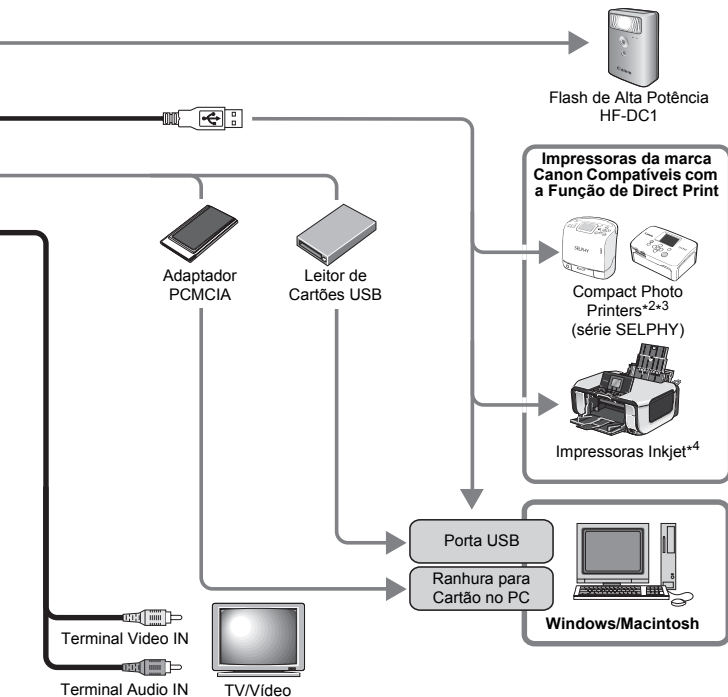 Flash de Alta Potência
HF-DC1
Impressoras da marca
Canon Compatíveis com
a Função de Direct Print
SELPHY
Compact Photo
Printers*2*3
(série SELPHY)
Impressoras Inkjet*4
Adaptador
PCMCIA
Leitor de
Cartões USB
Porta USB
Ranhura para
Cartão no PC
Windows/Macintosh
Terminal Video IN
Terminal Audio IN
TV/Vídeo